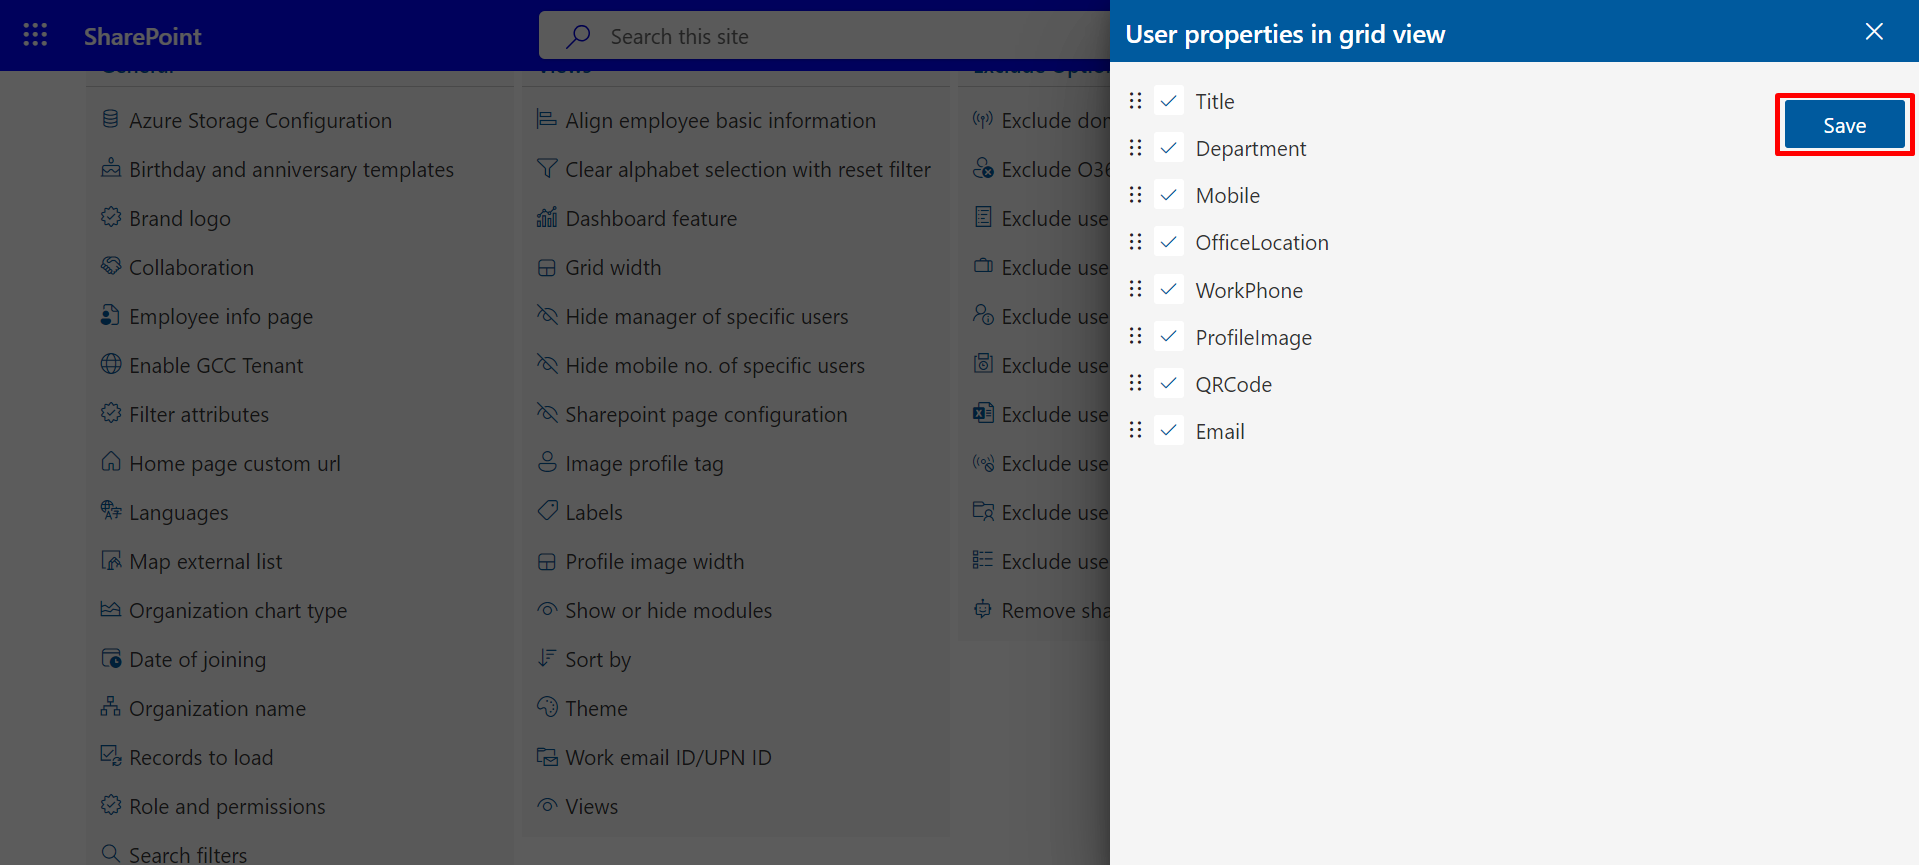 SharePoint
Search this site
General
Views
Azure Storage Configuration
Birthday and anniversary templates
Brand logo
Collaboration
Employee info page
Enable GCC Tenant
Filter attributes
Home page custom url
Languages
Map external list
Organization chart type
Date of joining
Organization name
Records to load
Role and permissions
Search filters
Align employee basic information
Clear alphabet selection with reset filter
Dashboard feature
Grid width
Hide manager of specific users
Hide mobile no. of specific users
Sharepoint page configuration
Image profile tag
Labels
Profile image width
Show or hide modules
Sort by
Theme
Work email ID/UPN ID
Views
Exclude Option
Exclude dom
Exclude O36
Exclude use
Exclude use
Exclude use
Exclude use
Exclude use
Exclude use
Exclude use
Exclude use
Remove sha
User properties in grid view
Save
Title
Department
Mobile
OfficeLocation
WorkPhone
ProfileImage
QRCode
Email